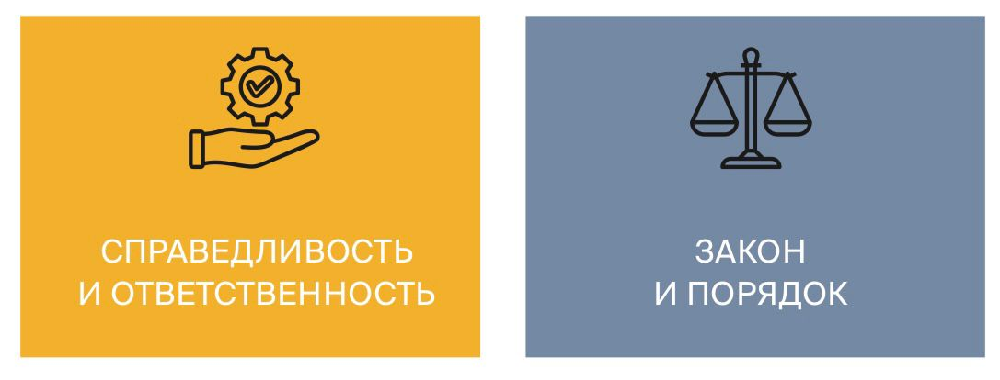 СПРАВЕДЛИВОСТЬ
И ОТВЕТСТВЕННОСТЬ
ЗАКОН
И ПОРЯДОК